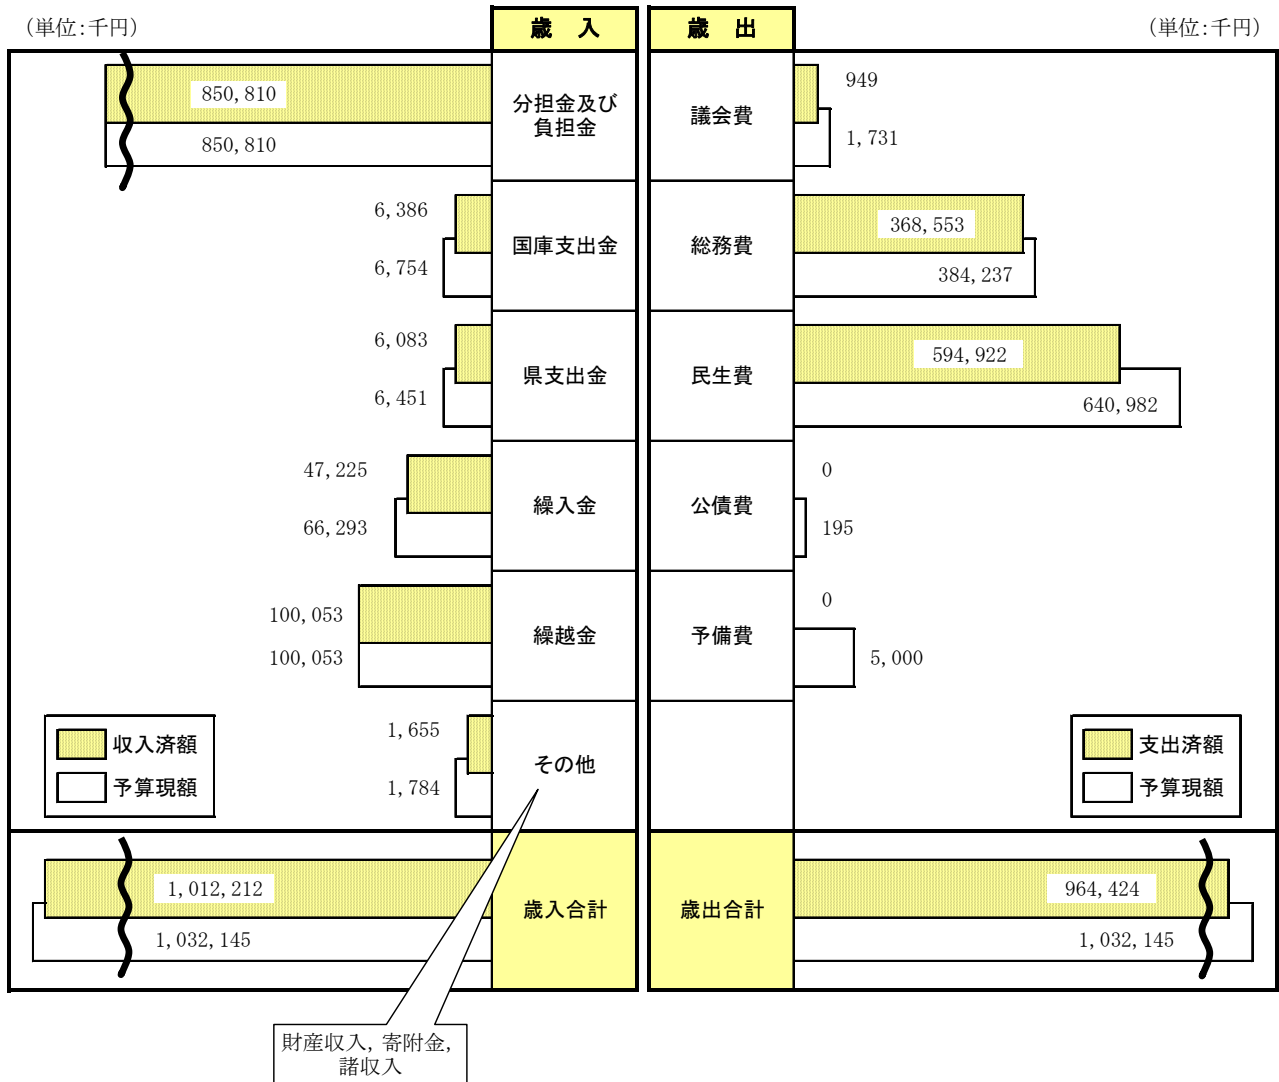 （単位:千円）
歳　入
歳　出
（単位:千円）
850,810
850,810
分担金及び
負担金
議会費
949
1,731
6,386
6,754
国庫支出金
総務費
368,553
384,237
6,083
6,451
県支出金
民生費
594,922
640,982
47,225
66,293
繰入金
公債費
0
195
100,053
100,053
繰越金
予備費
0
5,000
収入済額
予算現額
1,655
1,784
その他
支出済額
予算現額
1,012,212
1,032,145
歳入合計
歳出合計
964,424
1,032,145
財産収入,寄附金,
諸収入